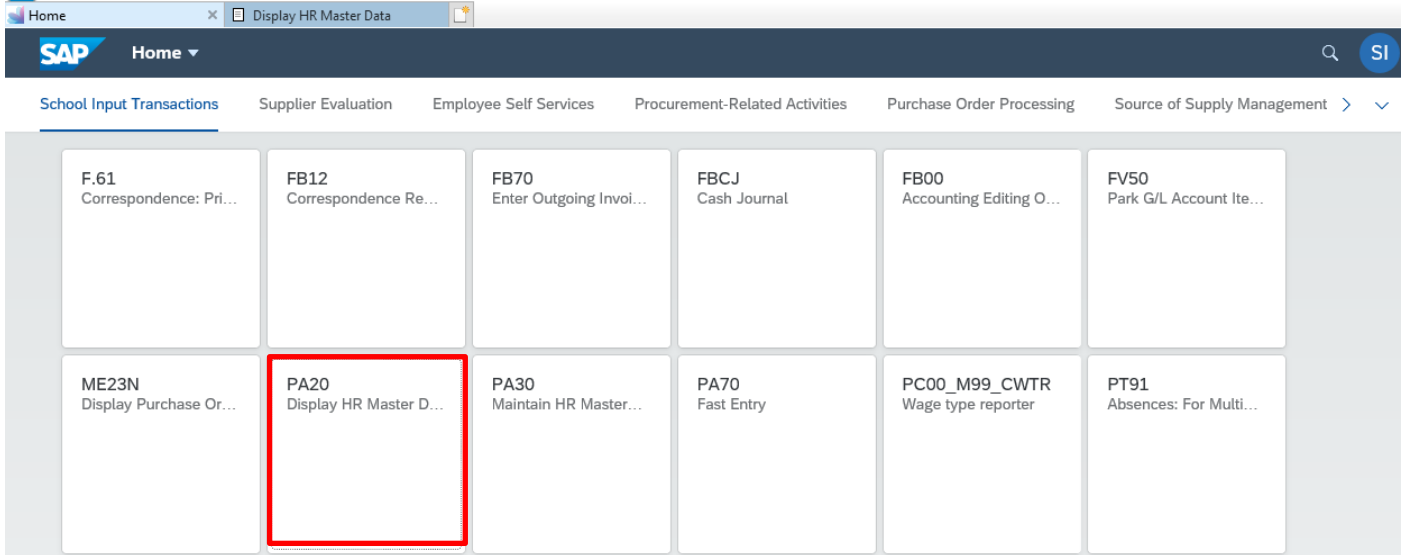 Home
Display HR Master Data
SAP Home
SI
School Input Transactions Supplier Evaluation Employee Self Services Procurement-Related Activities Purchase Order Processing Source of Supply Management
F.61 FB12 FB70 FBCJ FB00 FV50
Correspondence: Pri... Correspondence Re... Enter Outgoing Invoi... Cash Journal Accounting Editing O... Park G/L Account Ite...
ME23N PA20 PA30 PA70 PC00_M99_CWTR PT91
Display Purchase Or... Display HR Master D... Maintain HR Master... Fast Entry Wage type reporter Absences: For Multi...